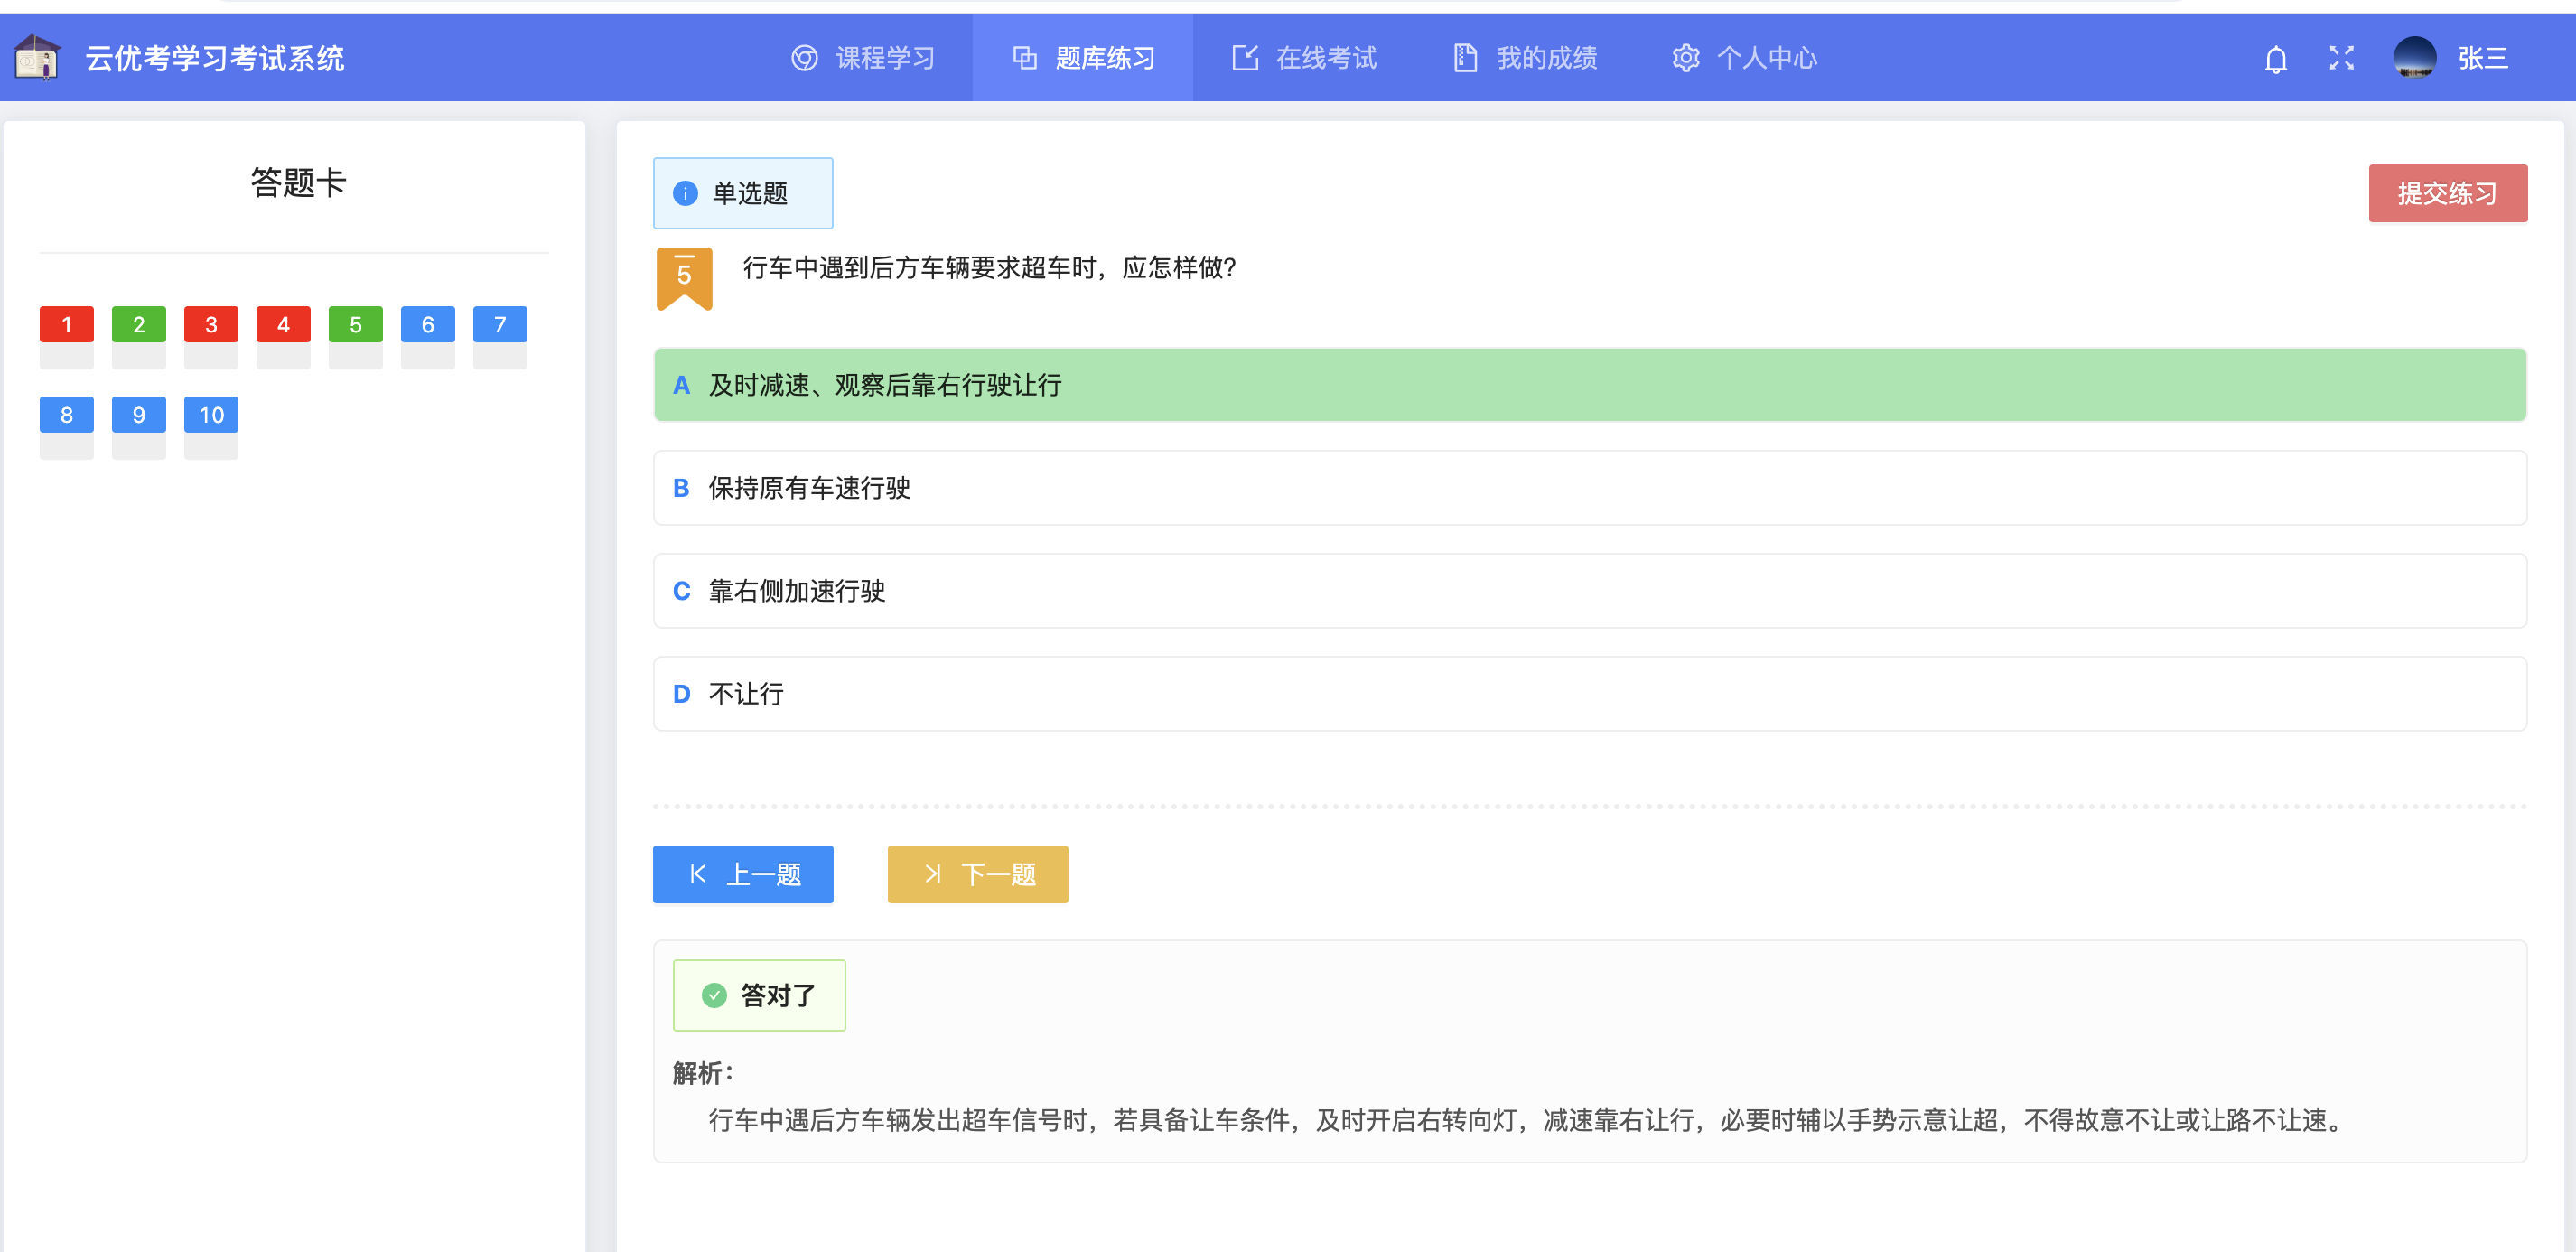 云优考学习考试系统
课程学习
题库练习
在线考试
我的成绩
个人中心
张三
答题卡
1 2 3 4 5 6 7
8 9 10
单选题
提交练习
5
行车中遇到后方车辆要求超车时，应怎样做?
A 及时减速、观察后靠右行驶让行
B 保持原有车速行驶
C 靠右侧加速行驶
D 不让行
上一题
下一题
答对了
解析：
行车中遇后方车辆发出超车信号时，若具备让车条件，及时开启右转向灯，减速靠右让行，必要时辅以手势示意让超，不得故意不让或让路不让速。